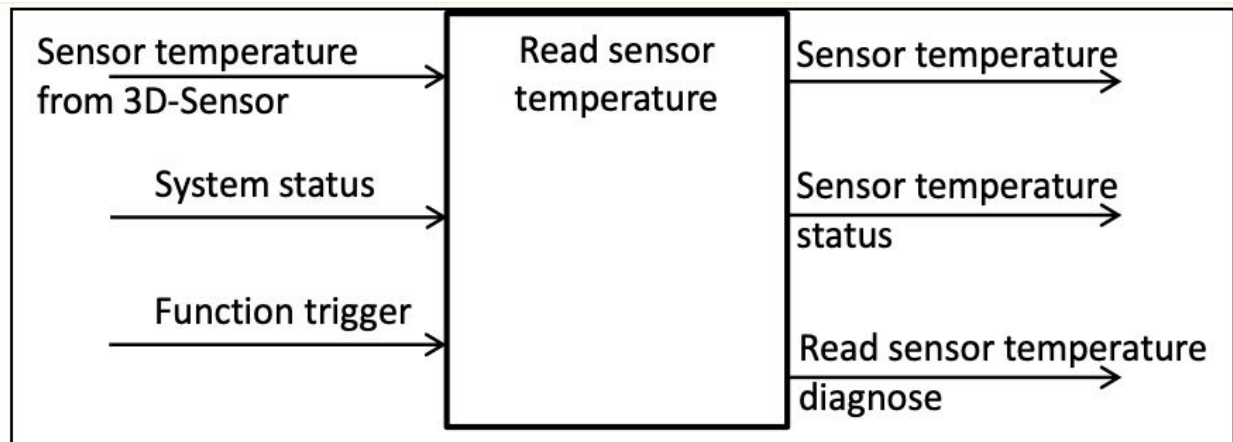 Sensor temperature
from 3D-Sensor
System status
Function trigger
Read sensor
temperature
Sensor temperature
Sensor temperature
status
Read sensor temperature
diagnose